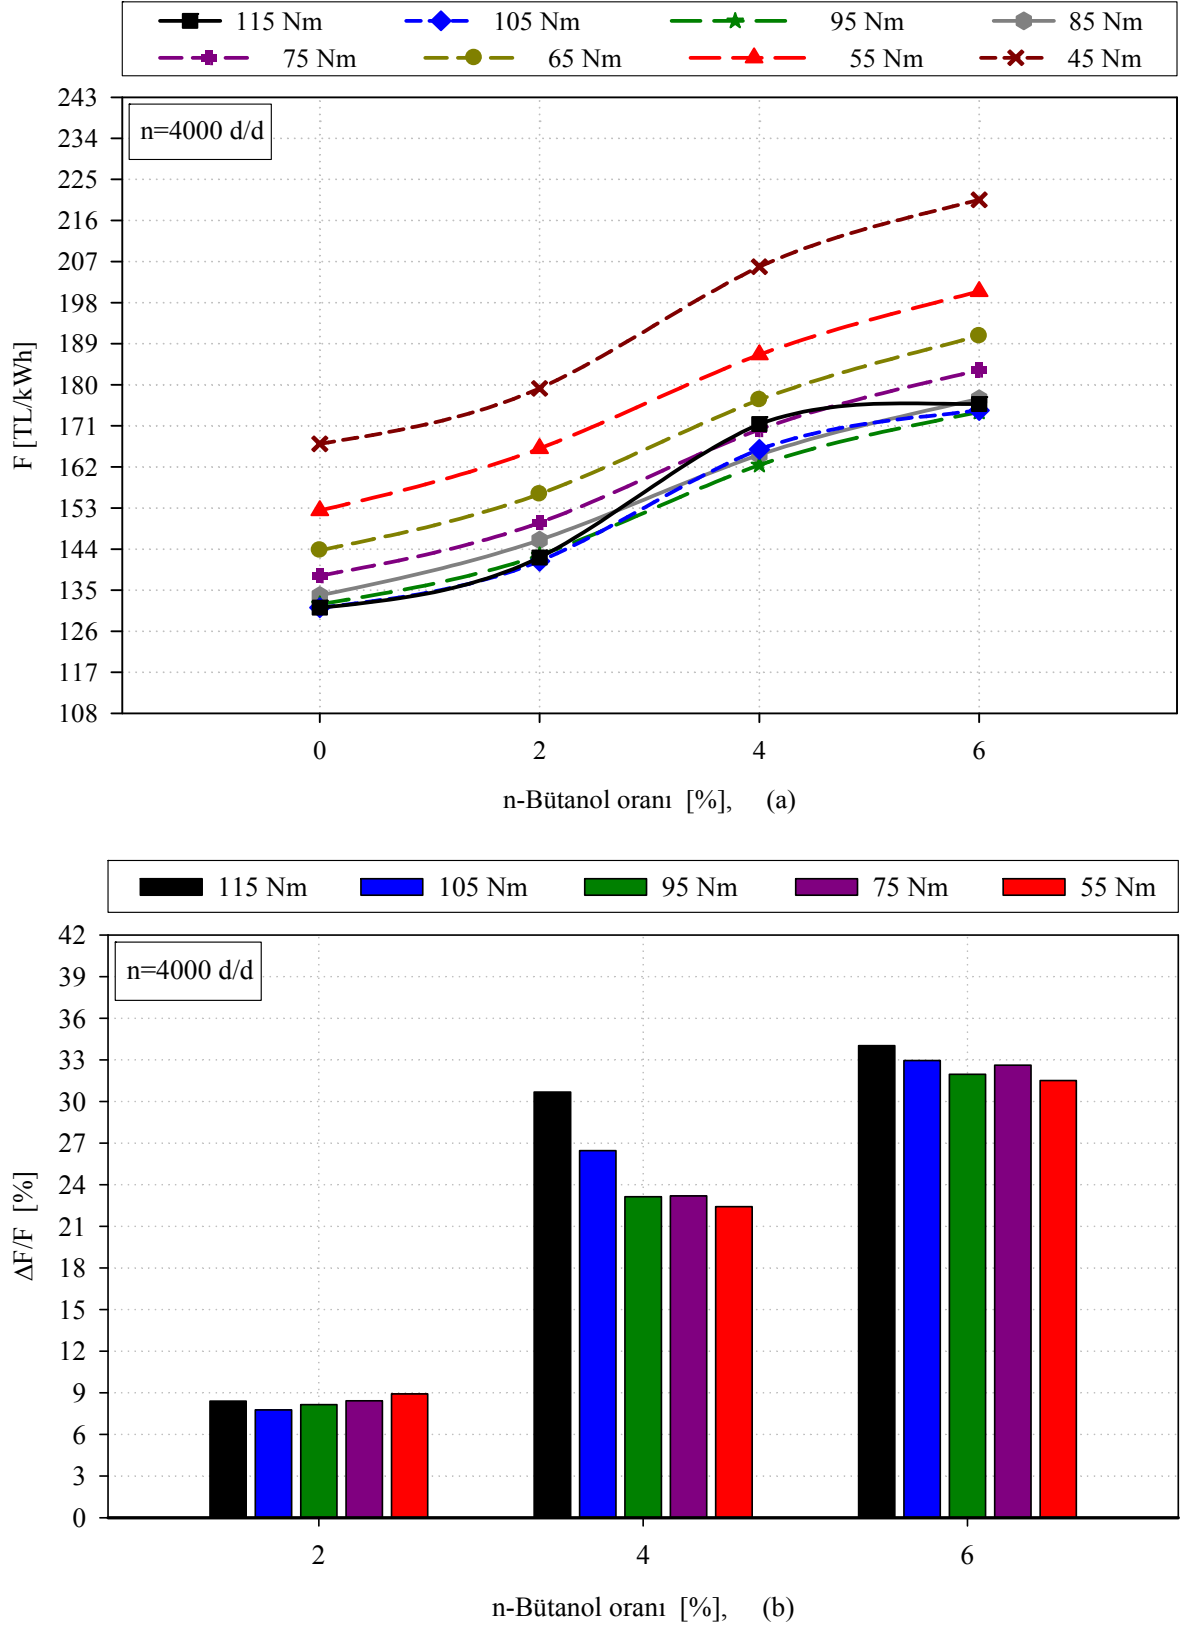 115 Nm 105 Nm 95 Nm 85 Nm
75 Nm 65 Nm 55 Nm 45 Nm
n=4000 d/d
243
234
225
216
207
198
189
180
171
162
153
144
135
126
117
108
F [TL/kWh]
0 2 4 6
n-Bütanol oranı [%], (a)
115 Nm 105 Nm 95 Nm 75 Nm 55 Nm
n=4000 d/d
42
39
36
33
30
27
24
21
18
15
12
9
6
3
0
ΔF/F [%]
2 4 6
n-Bütanol oranı [%], (b)